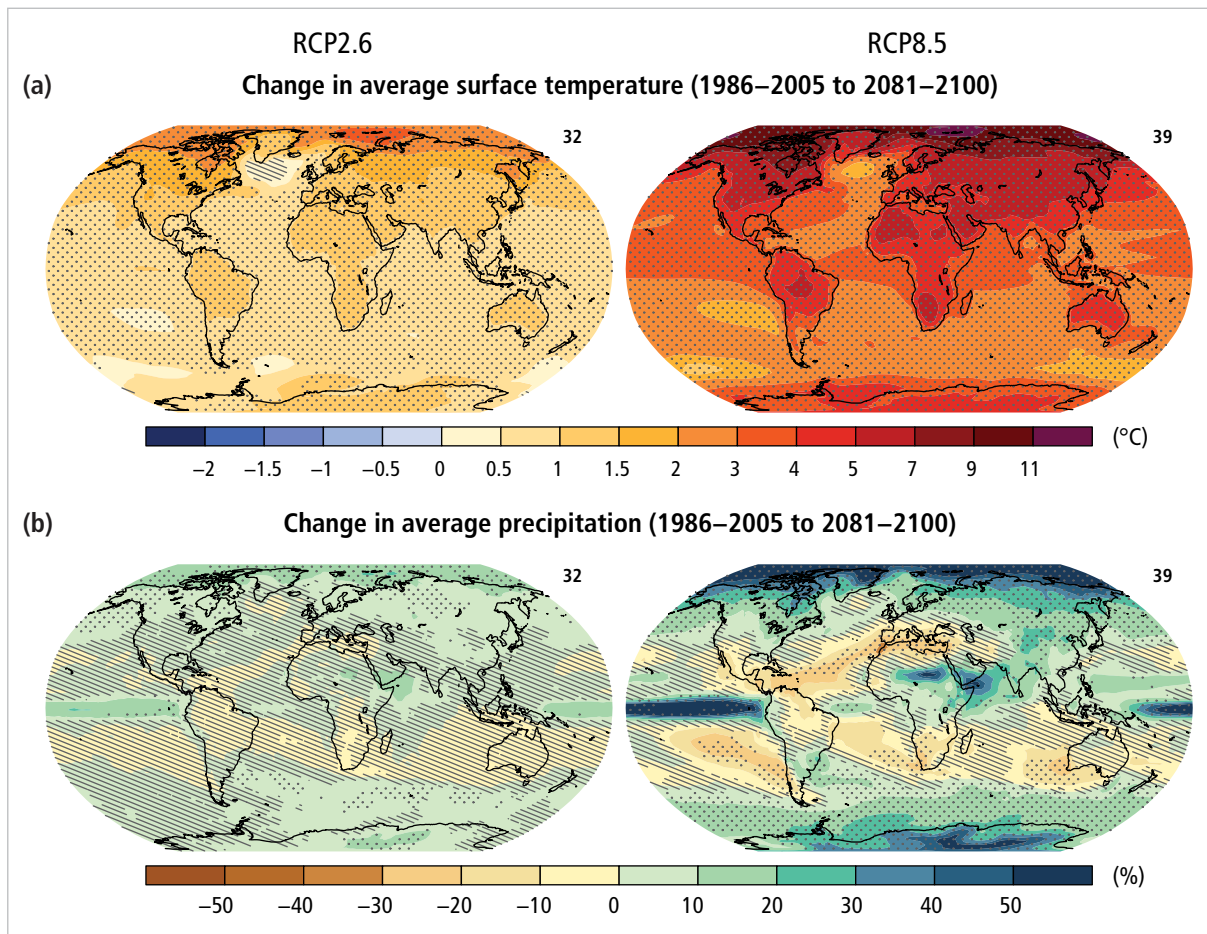 RCP2.6 RCP8.5
(a) Change in average surface temperature (1986–2005 to 2081–2100)
32 39
(°C)
−2 −1.5 −1 −0.5 0 0.5 1 1.5 2 3 4 5 7 9 11
(b) Change in average precipitation (1986–2005 to 2081–2100)
32 39
(%)
−50 −40 −30 −20 −10 0 10 20 30 40 50